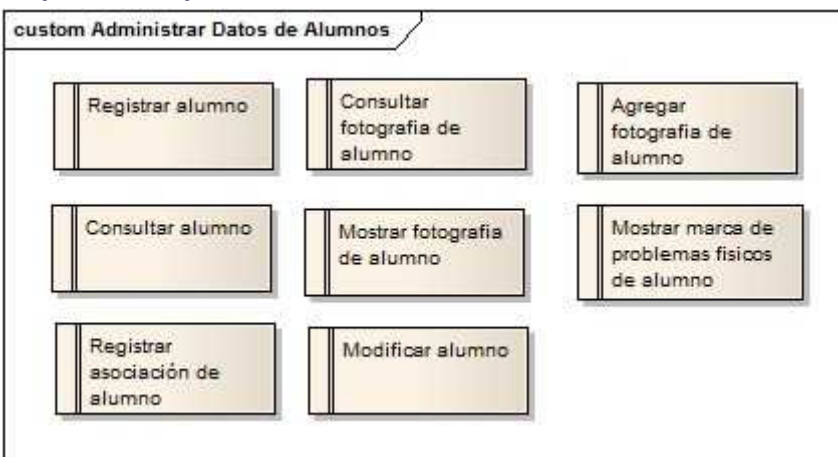 custom Administrar Datos de Alumnos
Registrar alumno
Consultar
fotografia de
alumno
Agregar
fotografia de
alumno
Consultar alumno
Mostrar fotografia
de alumno
Mostrar marca de
problemas fisicos
de alumno
Registrar
asociación de
alumno
Modificar alumno